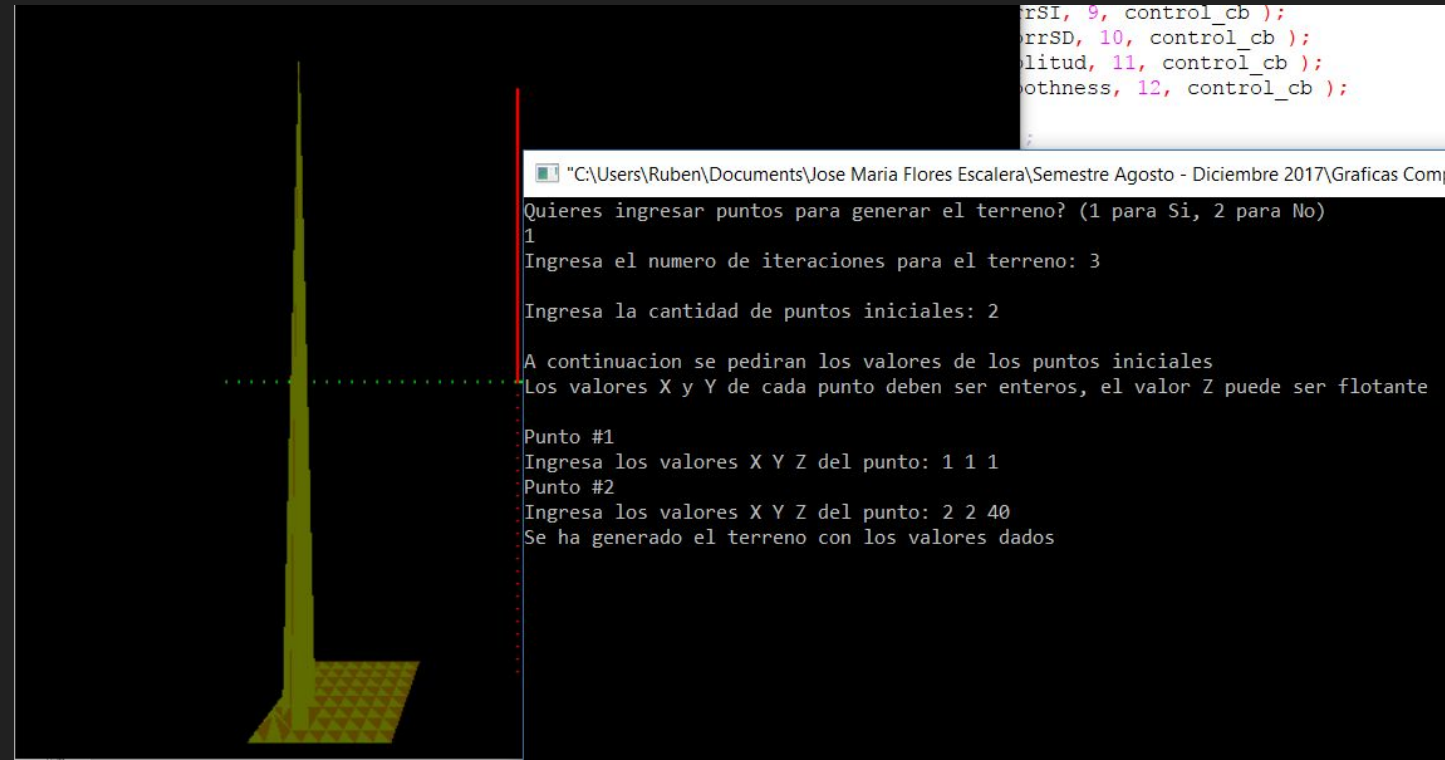 rSI, 9, control_cb );
rrSD, 10, control_cb );
litud, 11, control_cb );
othness, 12, control_cb );
;
"C:\Users\Ruben\Documents\Jose Maria Flores Escalera\Semestre Agosto - Diciembre 2017\Graficas Comp
Quieres ingresar puntos para generar el terreno? (1 para Si, 2 para No)
1
Ingresa el numero de iteraciones para el terreno: 3
Ingresa la cantidad de puntos iniciales: 2
A continuacion se pediran los valores de los puntos iniciales
Los valores X y Y de cada punto deben ser enteros, el valor Z puede ser flotante
Punto #1
Ingresa los valores X Y Z del punto: 1 1 1
Punto #2
Ingresa los valores X Y Z del punto: 2 2 40
Se ha generado el terreno con los valores dados